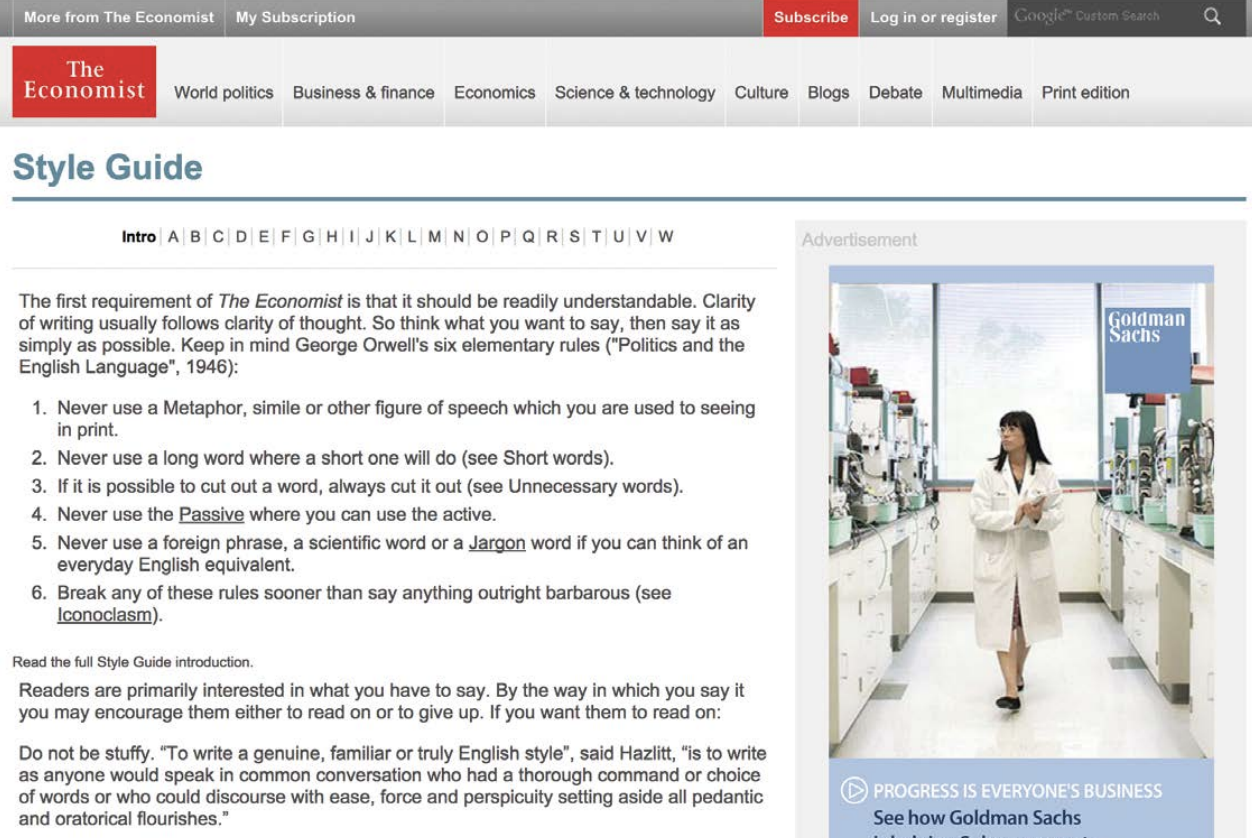 More from The Economist
My Subscription
Subscribe
Log in or register
Google™ Custom Search
The
Economist
World politics
Business & finance
Economics
Science & technology
Culture
Blogs
Debate
Multimedia
Print edition
Style Guide
Intro | A | B | C | D | E | F | G | H | I | J | K | L | M | N | O | P | Q | R | S | T | U | V | W
The first requirement of The Economist is that it should be readily understandable. Clarity
of writing usually follows clarity of thought. So think what you want to say, then say it as
simply as possible. Keep in mind George Orwell's six elementary rules ("Politics and the
English Language", 1946):
1. Never use a Metaphor, simile or other figure of speech which you are used to seeing
in print.
2. Never use a long word where a short one will do (see Short words).
3. If it is possible to cut out a word, always cut it out (see Unnecessary words).
4. Never use the Passive where you can use the active.
5. Never use a foreign phrase, a scientific word or a Jargon word if you can think of an
everyday English equivalent.
6. Break any of these rules sooner than say anything outright barbarous (see
Iconoclasm).
Read the full Style Guide introduction.
Readers are primarily interested in what you have to say. By the way in which you say it
you may encourage them either to read on or to give up. If you want them to read on:
Do not be stuffy. “To write a genuine, familiar or truly English style”, said Hazlitt, “is to write
as anyone would speak in common conversation who had a thorough command or choice
of words or who could discourse with ease, force and perspicuity setting aside all pedantic
and oratorical flourishes.”
Advertisement
Goldman
Sachs
PROGRESS IS EVERYONE'S BUSINESS
See how Goldman Sachs